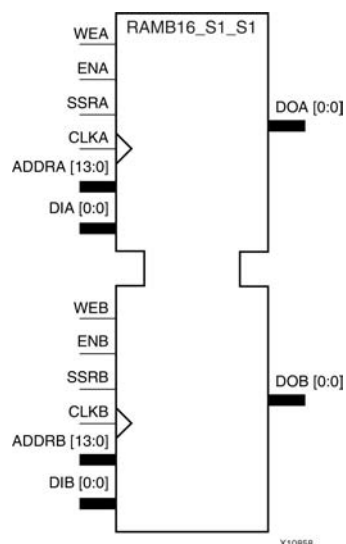 RAMB16_S1_S1
WEA
ENA
SSRA
CLKA
ADDRA [13:0]
DIA [0:0]
DOA [0:0]
WEB
ENB
SSRB
CLKB
ADDRB [13:0]
DIB [0:0]
DOB [0:0]
X10858